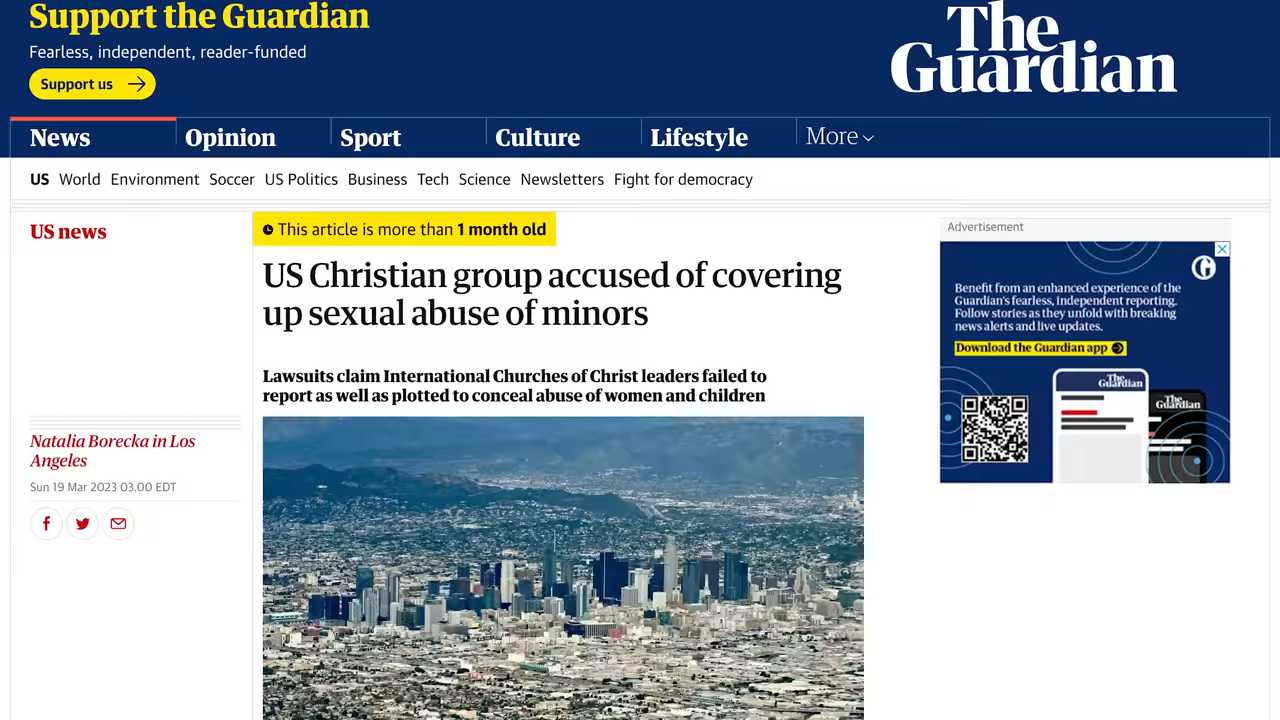 Support the Guardian
Fearless, independent, reader-funded
Support us
The
Guardian
News
Opinion
Sport
Culture
Lifestyle
More
US
World
Environment
Soccer
US Politics
Business
Tech
Science
Newsletters
Fight for democracy
US news
This article is more than 1 month old
US Christian group accused of covering
up sexual abuse of minors
Lawsuits claim International Churches of Christ leaders failed to
report as well as plotted to conceal abuse of women and children
Natalia Borecka in Los
Angeles
Sun 19 Mar 2023 03.00 EDT
Advertisement
Benefit from an enhanced experience of the
Guardian's fearless, independent reporting.
Follow stories as they unfold with breaking
news alerts and live updates.
Download the Guardian app
The
Guardian
The
Guardian